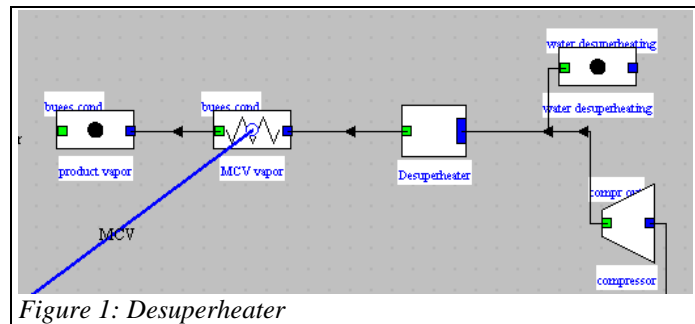 water desuperheating
buees cond
buees cond
r
product vapor
MCV vapor
Desuperheater
water desuperheating
compr out
MCV
compressor
Figure 1: Desuperheater